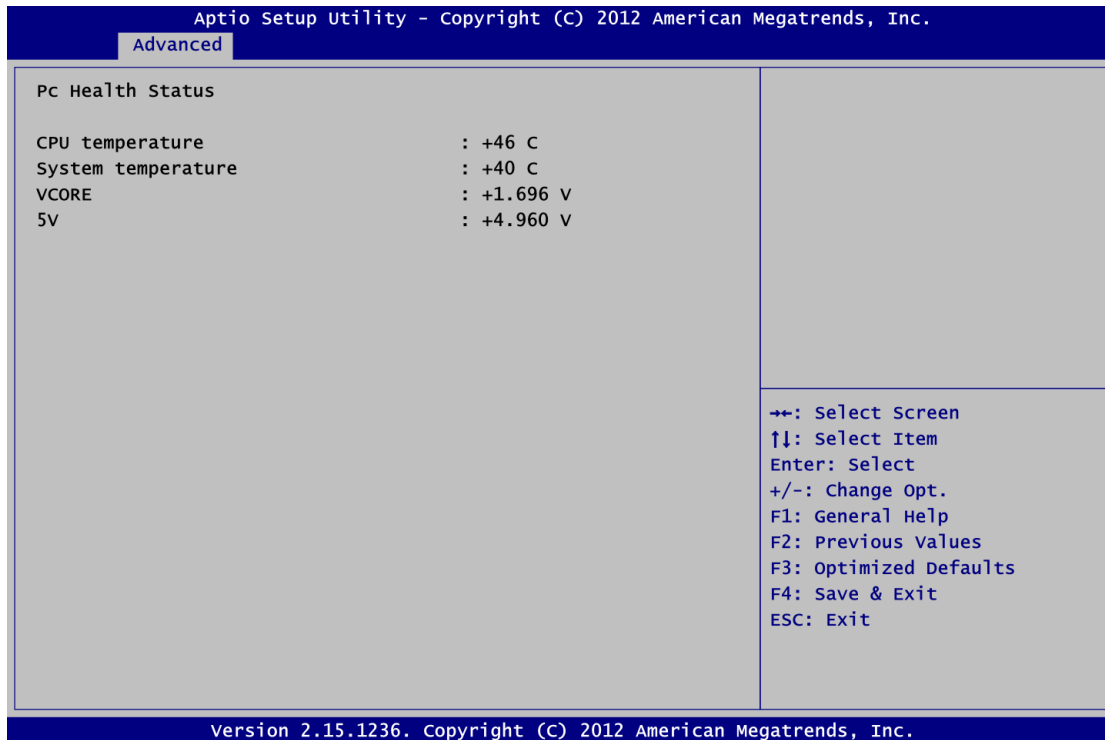 Aptio Setup Utility - Copyright (C) 2012 American Megatrends, Inc.
Advanced
Pc Health Status
CPU temperature : +46 C
System temperature : +40 C
VCORE : +1.696 V
5V : +4.960 V
→←: Select Screen
↑↓: Select Item
Enter: Select
+/-: Change Opt.
F1: General Help
F2: Previous Values
F3: Optimized Defaults
F4: Save & Exit
ESC: Exit
Version 2.15.1236. Copyright (C) 2012 American Megatrends, Inc.